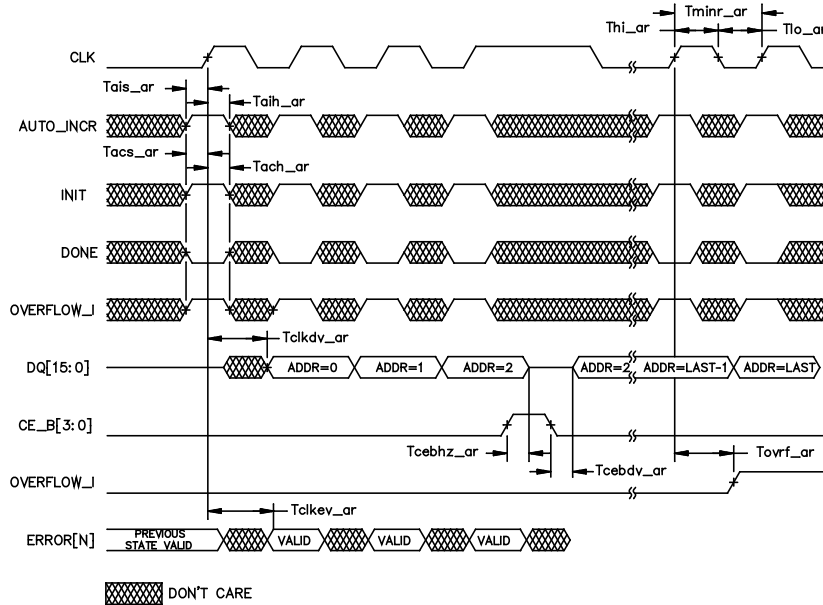 Tminr_ar
Thi_ar
Tlo_ar
CLK
Tais_ar
Taih_ar
AUTO_INCR
Tacs_ar
Tach_ar
INIT
DONE
OVERFLOW_I
Tclkdv_ar
DQ[15:0]
ADDR=0
ADDR=1
ADDR=2
ADDR=2
ADDR=LAST-1
ADDR=LAST
CE_B[3:0]
Tcebhz_ar
Tcebdv_ar
Tovrf_ar
OVERFLOW_I
Tclkev_ar
ERROR[N]
PREVIOUS
STATE VALID
VALID
VALID
VALID
DON'T CARE